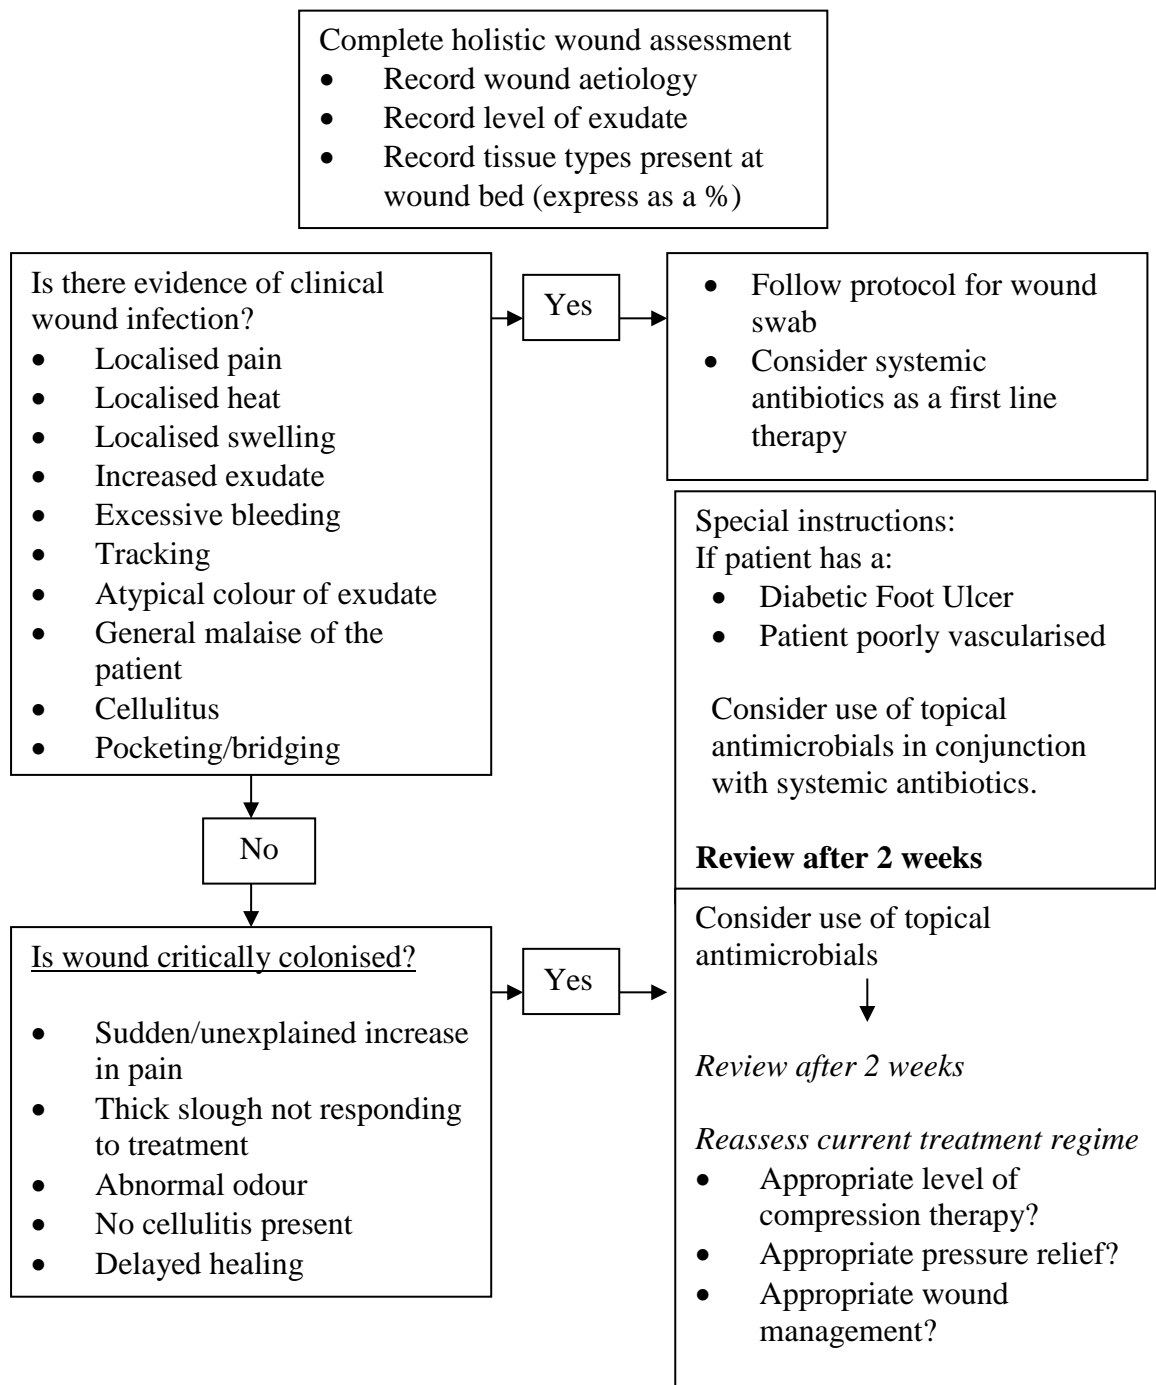 Complete holistic wound assessment
• Record wound aetiology
• Record level of exudate
• Record tissue types present at
wound bed (express as a %)
Is there evidence of clinical
wound infection?
• Localised pain
• Localised heat
• Localised swelling
• Increased exudate
• Excessive bleeding
• Tracking
• Atypical colour of exudate
• General malaise of the
patient
• Cellulitus
• Pocketing/bridging
Yes
• Follow protocol for wound
swab
• Consider systemic
antibiotics as a first line
therapy
Special instructions:
If patient has a:
• Diabetic Foot Ulcer
• Patient poorly vascularised
Consider use of topical
antimicrobials in conjunction
with systemic antibiotics.
Review after 2 weeks
No
Is wound critically colonised?
• Sudden/unexplained increase
in pain
• Thick slough not responding
to treatment
• Abnormal odour
• No cellulitis present
• Delayed healing
Yes
Consider use of topical
antimicrobials
Review after 2 weeks
Reassess current treatment regime
• Appropriate level of
compression therapy?
• Appropriate pressure relief?
• Appropriate wound
management?